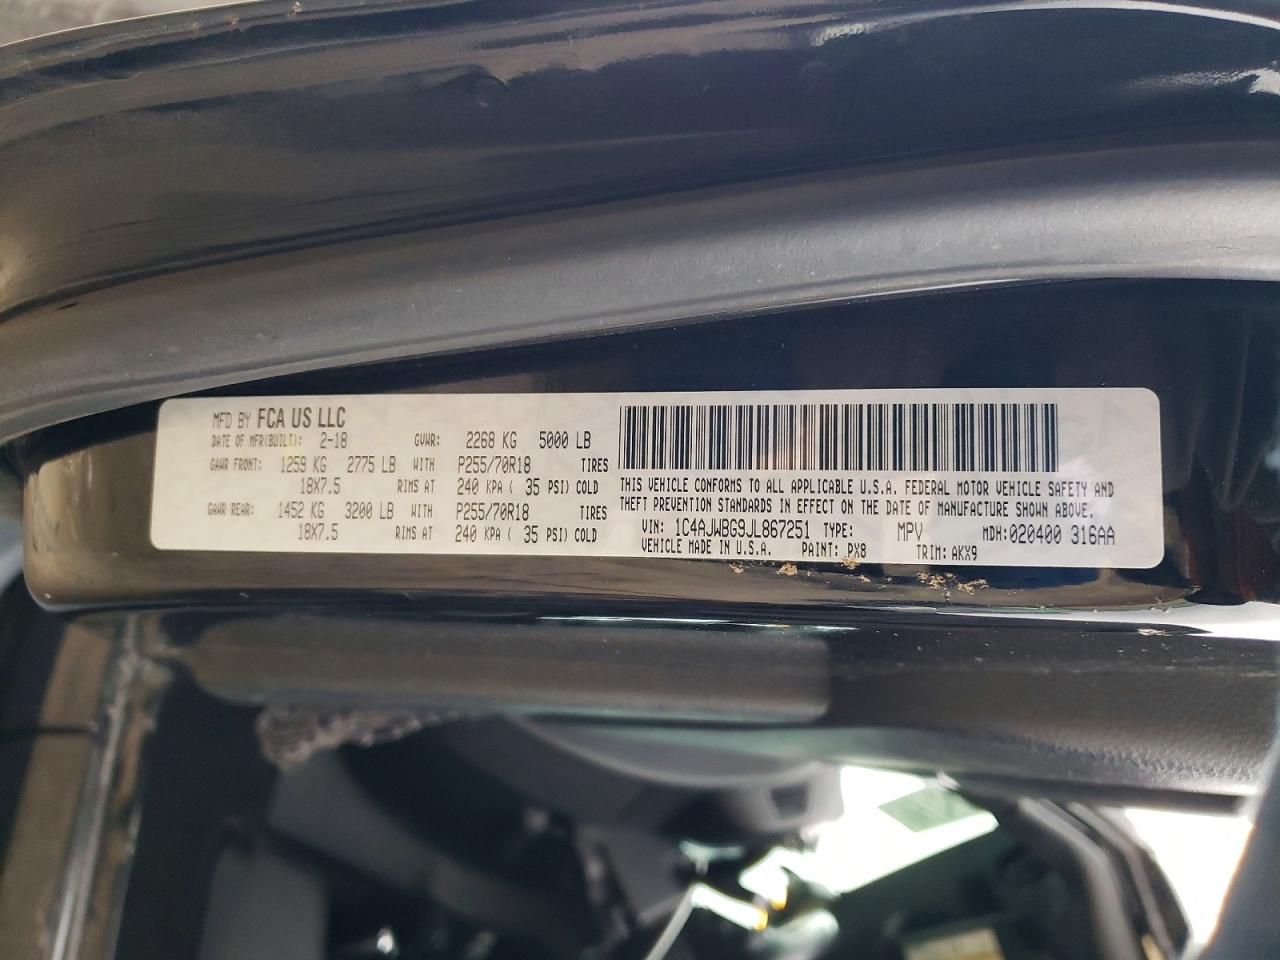 MFD BY FCA US LLC
DATE OF MFR(BUILT): 2-18 GVWR: 2268 KG 5000 LB
GAWR FRONT: 1259 KG 2775 LB WITH P255/70R18 TIRES
18X7.5 RIMS AT 240 KPA ( 35 PSI) COLD
GAWR REAR: 1452 KG 3200 LB WITH P255/70R18 TIRES
18X7.5 RIMS AT 240 KPA ( 35 PSI) COLD
THIS VEHICLE CONFORMS TO ALL APPLICABLE U.S.A. FEDERAL MOTOR VEHICLE SAFETY AND
THEFT PREVENTION STANDARDS IN EFFECT ON THE DATE OF MANUFACTURE SHOWN ABOVE.
VIN: 1C4AJWBG9JL867251 TYPE: MPV MDH:020400 316AA
VEHICLE MADE IN U.S.A. PAINT: PX8 TRIM: AKX9